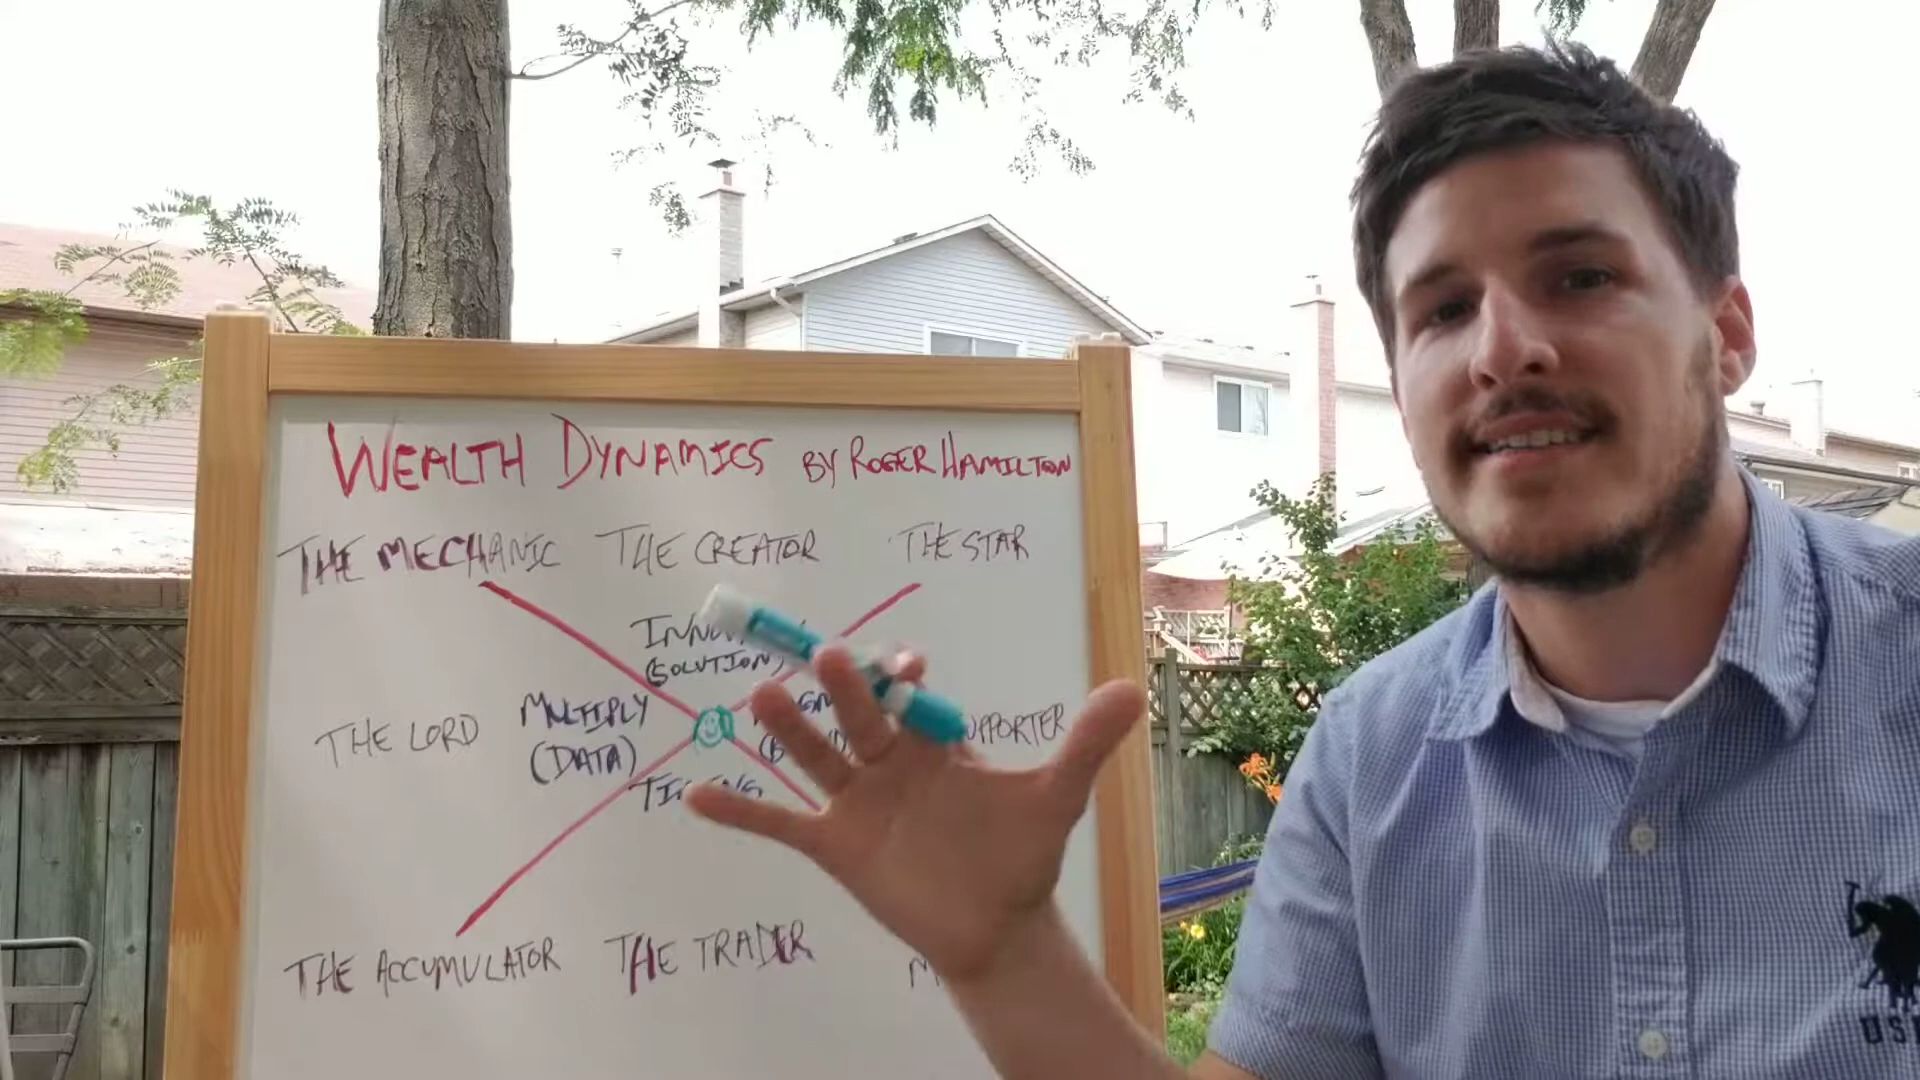 WEALTH DYNAMICS BY ROGER HAMILTON
THE MECHANIC THE CREATOR THE STAR
(SOLUTION)
THE LORD MULTIPLY
(DATA)
THE ACCUMULATOR THE TRADER